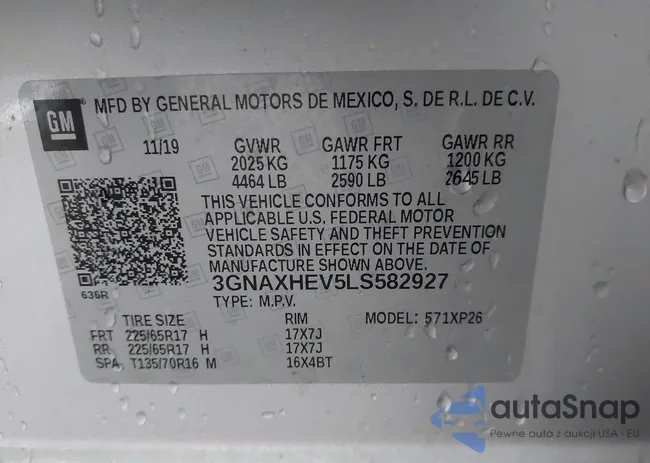 GM
MFD BY GENERAL MOTORS DE MEXICO, S. DE R.L. DE C.V.
11/19 GVWR GAWR FRT GAWR RR
2025 KG 1175 KG 1200 KG
4464 LB 2590 LB 2645 LB
THIS VEHICLE CONFORMS TO ALL
APPLICABLE U.S. FEDERAL MOTOR
VEHICLE SAFETY AND THEFT PREVENTION
STANDARDS IN EFFECT ON THE DATE OF
MANUFACTURE SHOWN ABOVE.
636R
3GNAXHEV5LS582927
TYPE: M.P.V.
TIRE SIZE RIM MODEL: 571XP26
FRT 225/65R17 H 17X7J
RR 225/65R17 H 17X7J
SPA T135/70R16 M 16X4BT
autaSnap
Pewne auta z aukcji USA - EU